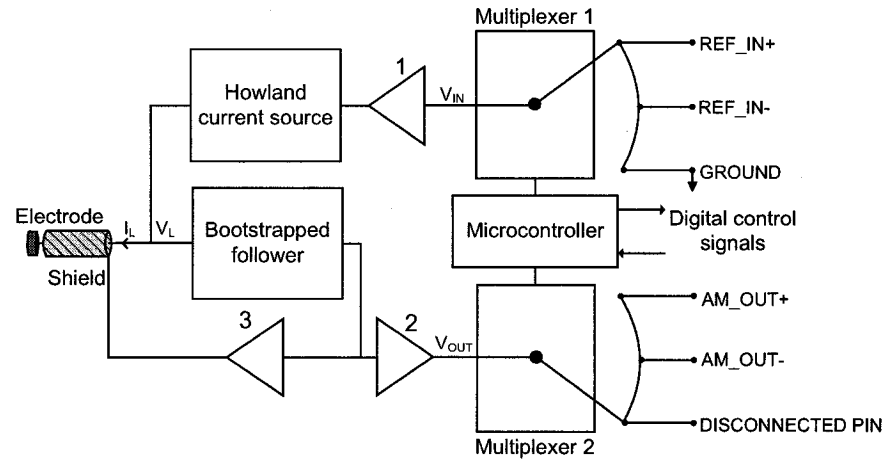 Multiplexer 1
1
Howland
current source
V_IN
REF_IN+
REF_IN-
GROUND
Electrode
I_L
V_L
Bootstrapped
follower
Microcontroller
Digital control
signals
Shield
3
2
V_OUT
AM_OUT+
AM_OUT-
DISCONNECTED PIN
Multiplexer 2